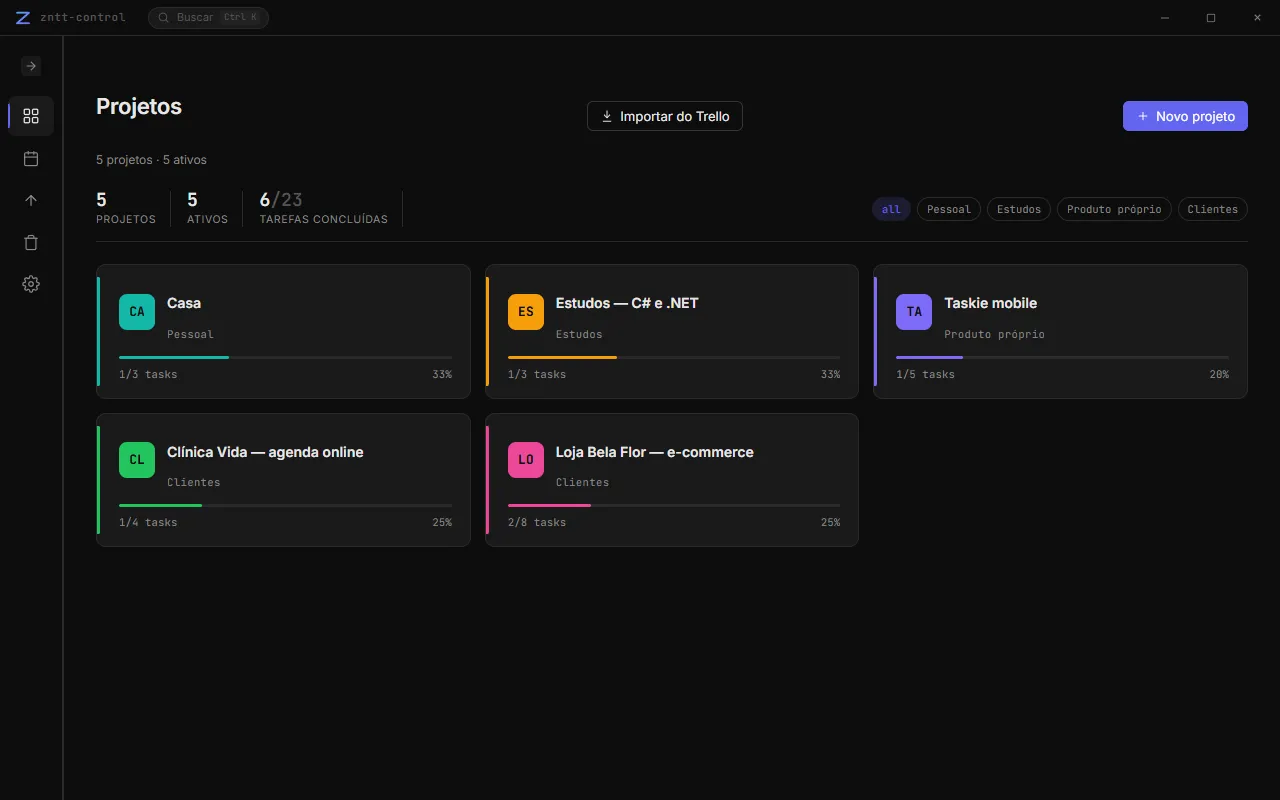 zntt-control
Buscar Ctrl K
Projetos
Importar do Trello
+ Novo projeto
5 projetos · 5 ativos
5
PROJETOS
5
ATIVOS
6/23
TAREFAS CONCLUÍDAS
all
Pessoal
Estudos
Produto próprio
Clientes
CA
Casa
Pessoal
1/3 tasks
33%
ES
Estudos — C# e .NET
Estudos
1/3 tasks
33%
TA
Taskie mobile
Produto próprio
1/5 tasks
20%
CL
Clínica Vida — agenda online
Clientes
1/4 tasks
25%
LO
Loja Bela Flor — e-commerce
Clientes
2/8 tasks
25%